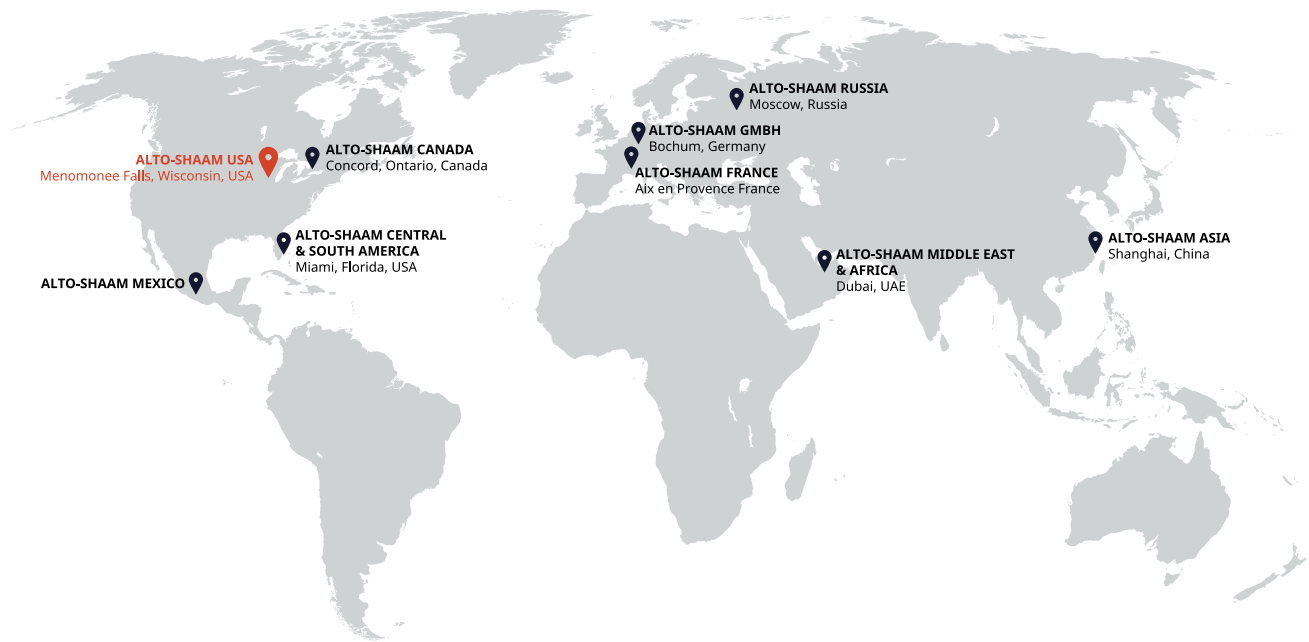 ALTO-SHAAM RUSSIA
Moscow, Russia
ALTO-SHAAM GMBH
Bochum, Germany
ALTO-SHAAM FRANCE
Aix en Provence France
ALTO-SHAAM USA
Menomonee Falls, Wisconsin, USA
ALTO-SHAAM CANADA
Concord, Ontario, Canada
ALTO-SHAAM CENTRAL
& SOUTH AMERICA
Miami, Florida, USA
ALTO-SHAAM MEXICO
ALTO-SHAAM MIDDLE EAST
& AFRICA
Dubai, UAE
ALTO-SHAAM ASIA
Shanghai, China